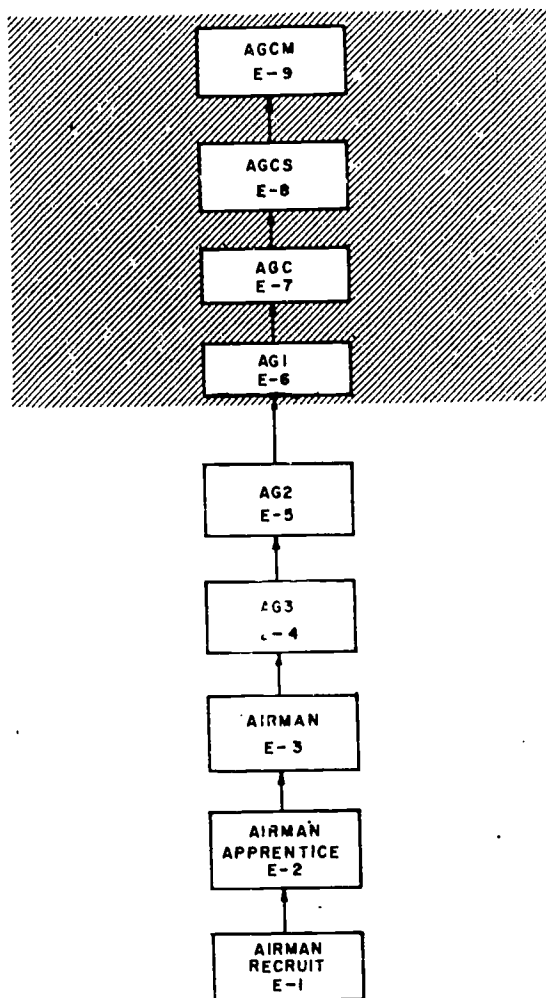 AGCM
E-9
AGCS
E-8
AGC
E-7
AG1
E-6
AG2
E-5
AG3
E-4
AIRMAN
E-3
AIRMAN
APPRENTICE
E-2
AIRMAN
RECRUIT
E-1